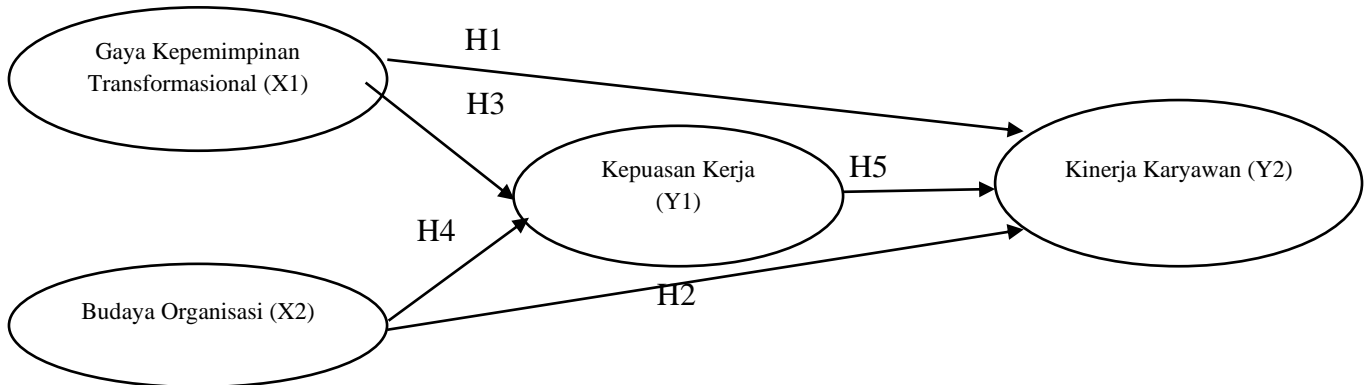 H1
Gaya Kepemimpinan
Transformasional (X1)
H3
Kepuasan Kerja
(Y1)
H5
Kinerja Karyawan (Y2)
H4
H2
Budaya Organisasi (X2)